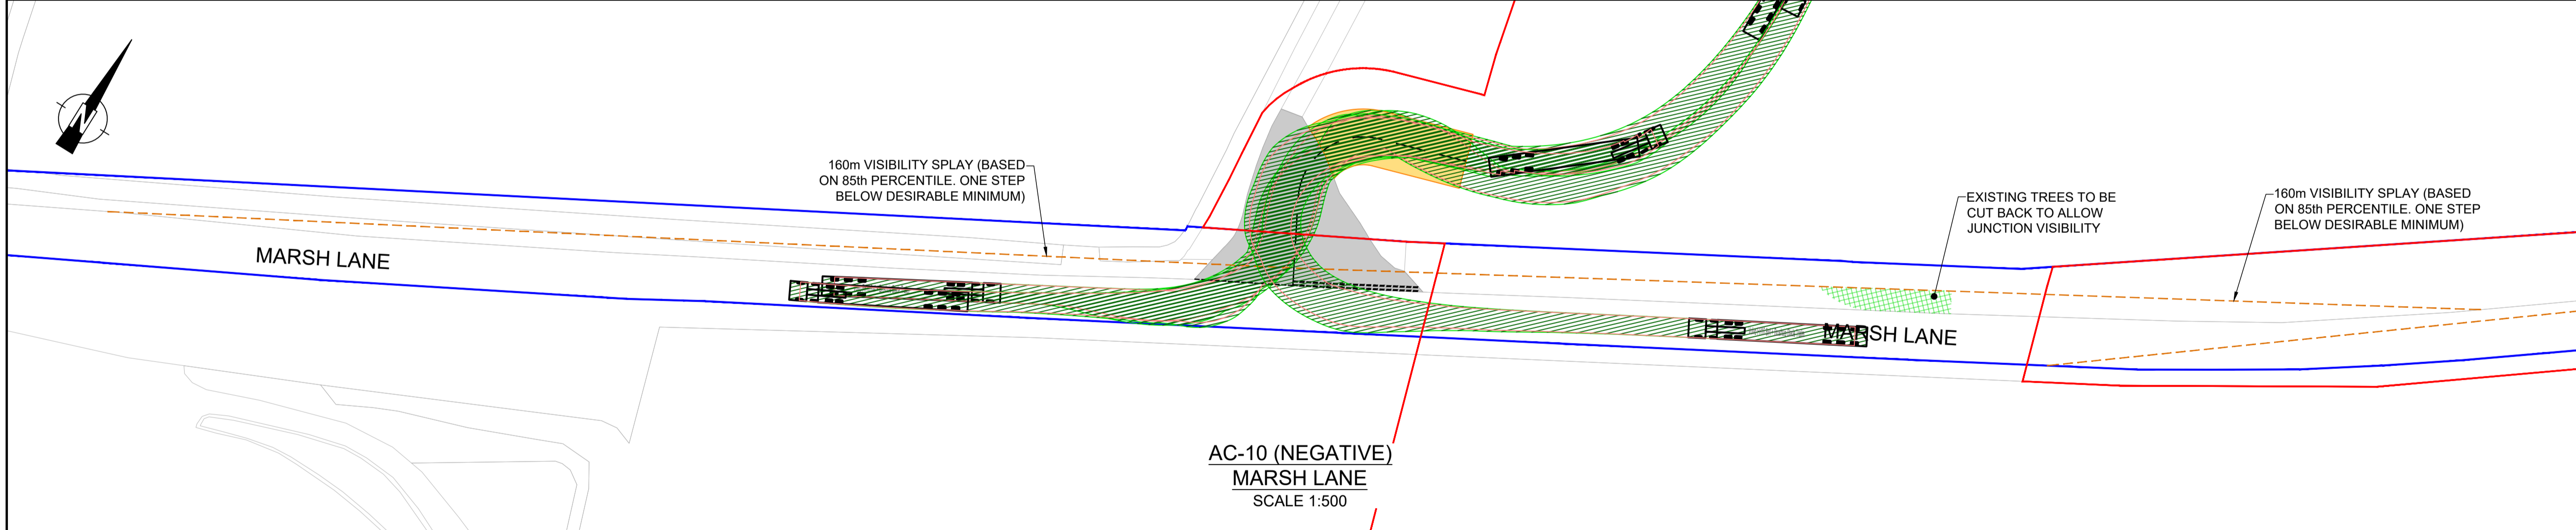 N
160m VISIBILITY SPLAY (BASED
ON 85th PERCENTILE. ONE STEP
BELOW DESIRABLE MINIMUM)
EXISTING TREES TO BE
CUT BACK TO ALLOW
JUNCTION VISIBILITY
160m VISIBILITY SPLAY (BASED
ON 85th PERCENTILE. ONE STEP
BELOW DESIRABLE MINIMUM)
MARSH LANE
MARSH LANE
AC-10 (NEGATIVE)
MARSH LANE
SCALE 1:500